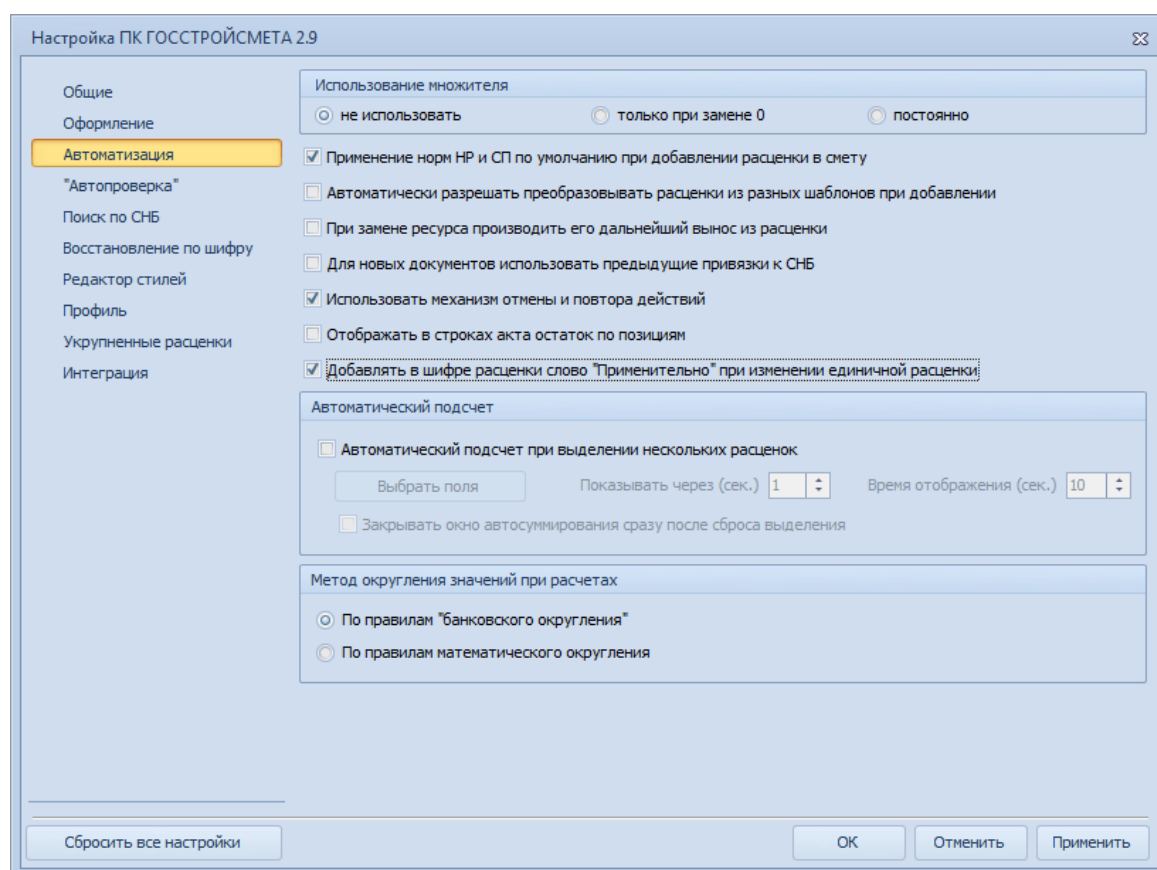 Настройка ПК ГОССТРОЙСМЕТА 2.9
Общие
Оформление
Автоматизация
"Автопроверка"
Поиск по СНБ
Восстановление по шифру
Редактор стилей
Профиль
Укрупненные расценки
Интеграция
Использование множителя
не использовать только при замене 0 постоянно
Применение норм НР и СП по умолчанию при добавлении расценки в смету
Автоматически разрешать преобразовывать расценки из разных шаблонов при добавлении
При замене ресурса производить его дальнейший вынос из расценки
Для новых документов использовать предыдущие привязки к СНБ
Использовать механизм отмены и повтора действий
Отображать в строках акта остаток по позициям
Добавлять в шифре расценки слово "Применительно" при изменении единичной расценки
Автоматический подсчет
Автоматический подсчет при выделении нескольких расценок
Выбрать поля Показывать через (сек.) 1 Время отображения (сек.) 10
Закрывать окно автосуммирования сразу после сброса выделения
Метод округления значений при расчетах
По правилам "банковского округления"
По правилам математического округления
Сбросить все настройки ОК Отменить Применить